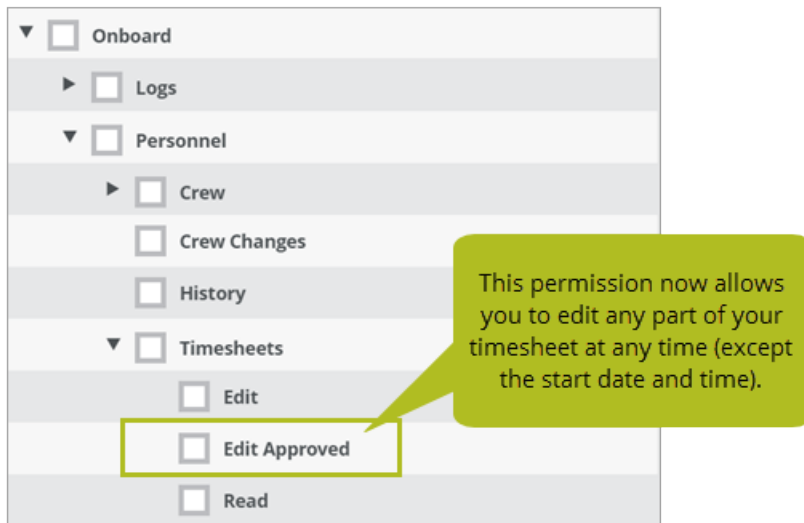 Onboard
Logs
Personnel
Crew
Crew Changes
History
Timesheets
Edit
Edit Approved
Read
This permission now allows
you to edit any part of your
timesheet at any time (except
the start date and time).